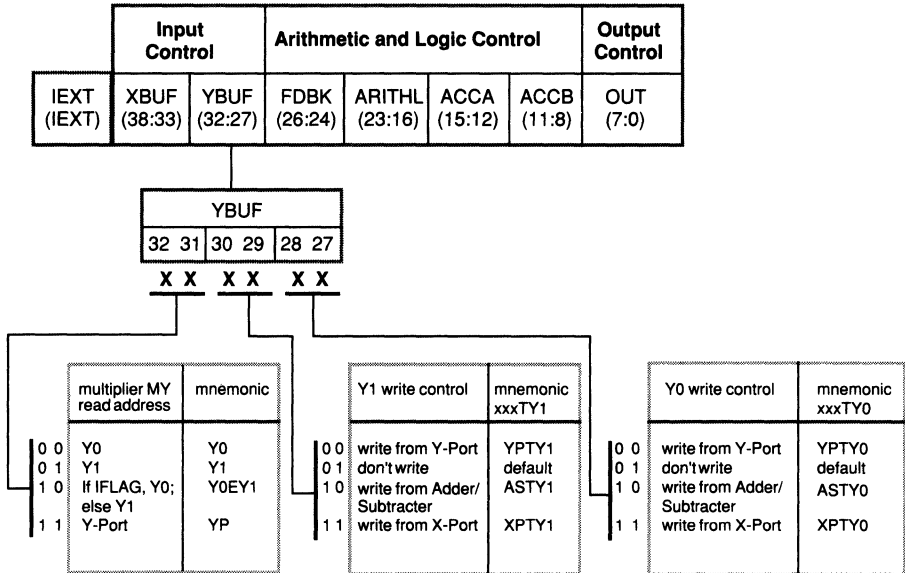 Input Control
Arithmetic and Logic Control
Output Control
IEXT (IEXT)
XBUF (38:33)
YBUF (32:27)
FDBK (26:24)
ARITHL (23:16)
ACCA (15:12)
ACCB (11:8)
OUT (7:0)
YBUF
32 31 30 29 28 27
X X X X X X
multiplier MY read address mnemonic
0 0 Y0 Y0
0 1 Y1 Y1
1 0 If IFLAG, Y0; else Y1 Y0EY1
1 1 Y-Port YP
Y1 write control mnemonic xxxTY1
0 0 write from Y-Port YPTY1
0 1 don't write default
1 0 write from Adder/ Subtracter ASTY1
1 1 write from X-Port XPTY1
Y0 write control mnemonic xxxTY0
0 0 write from Y-Port YPTY0
0 1 don't write default
1 0 write from Adder/ Subtracter ASTY0
1 1 write from X-Port XPTY0